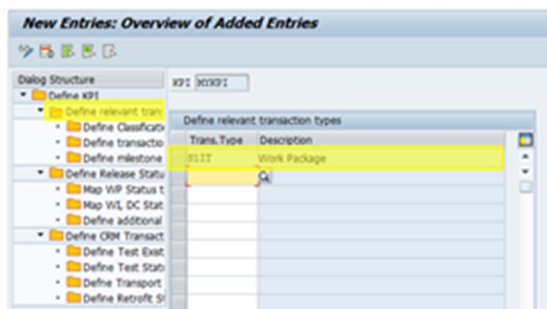 New Entries: Overview of Added Entries
Dialog Structure
Define KPI
Define relevant tran
Define Classificati
Define transactio
Define milestone
Define Release Statu
Map WP Status t
Map WI, DC Stat
Define additional
Define CRM Transact
Define Test Exist
Define Test Stat
Define Transport
Define Retrofit S
KPI MYKPI
Define relevant transaction types
Trans.Type Description
S1IT Work Package